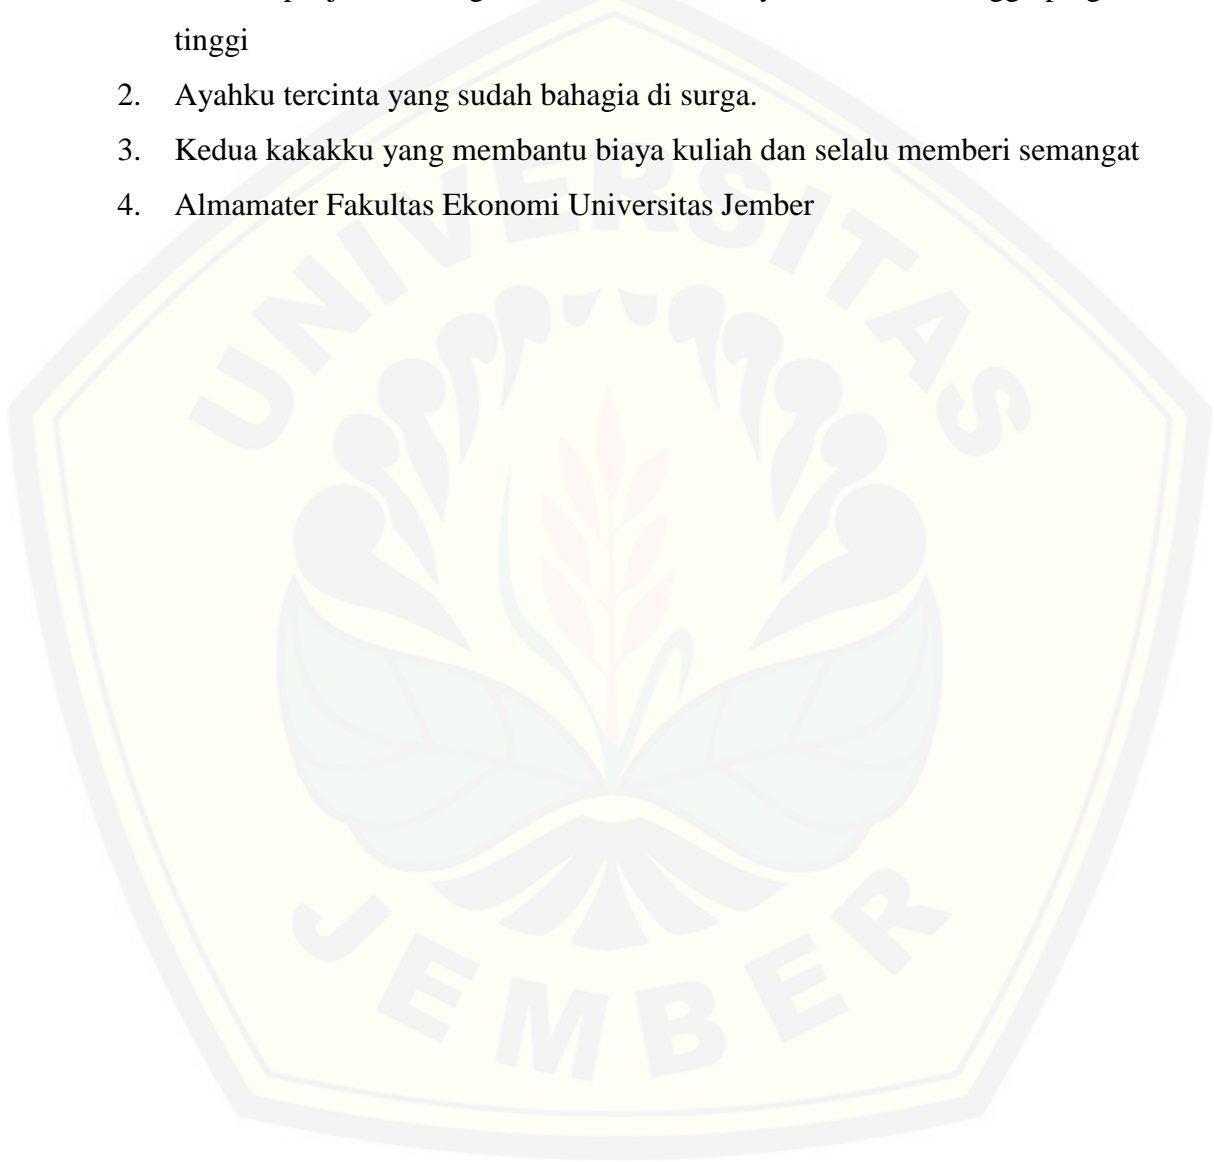 tinggi
2. Ayahku tercinta yang sudah bahagia di surga.
3. Kedua kakakku yang membantu biaya kuliah dan selalu memberi semangat
4. Almamater Fakultas Ekonomi Universitas Jember
UNIVERSITAS
JEMBER